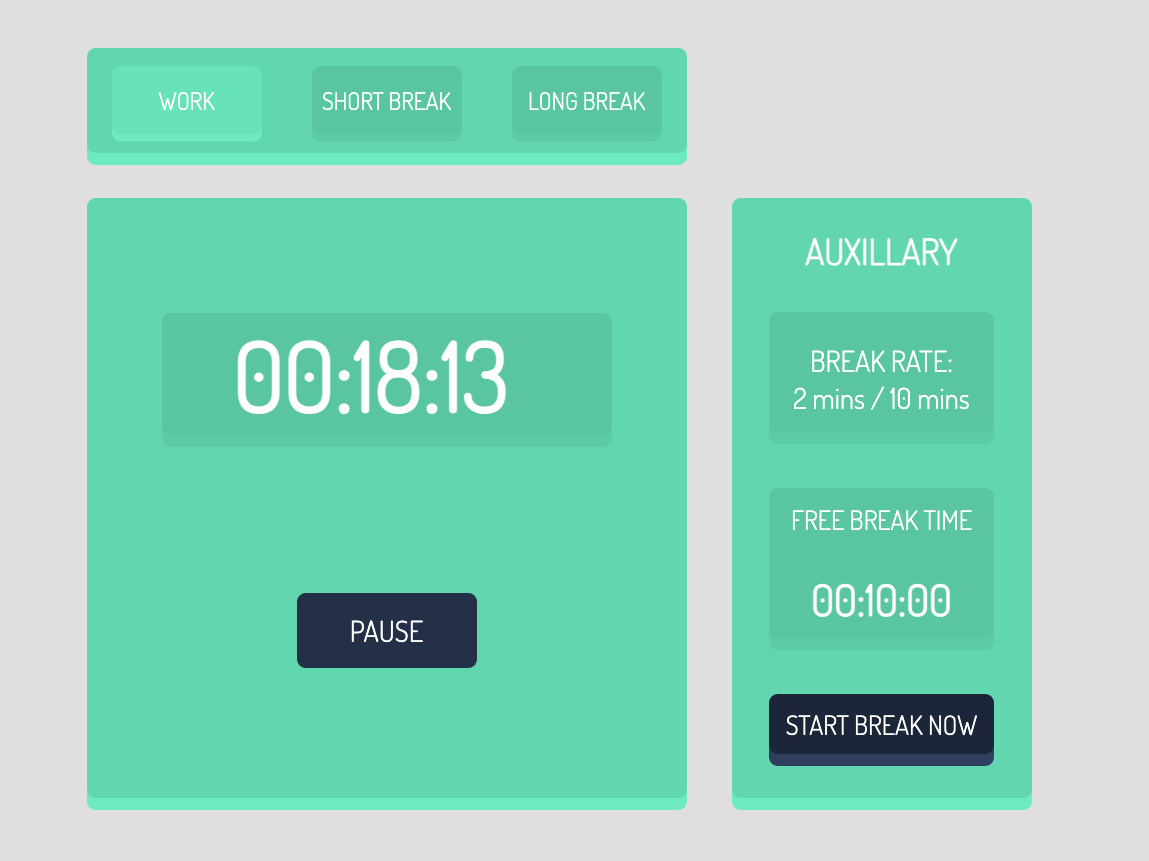 WORK
SHORT BREAK
LONG BREAK
00:18:13
PAUSE
AUXILLARY
BREAK RATE:
2 mins / 10 mins
FREE BREAK TIME
00:10:00
START BREAK NOW